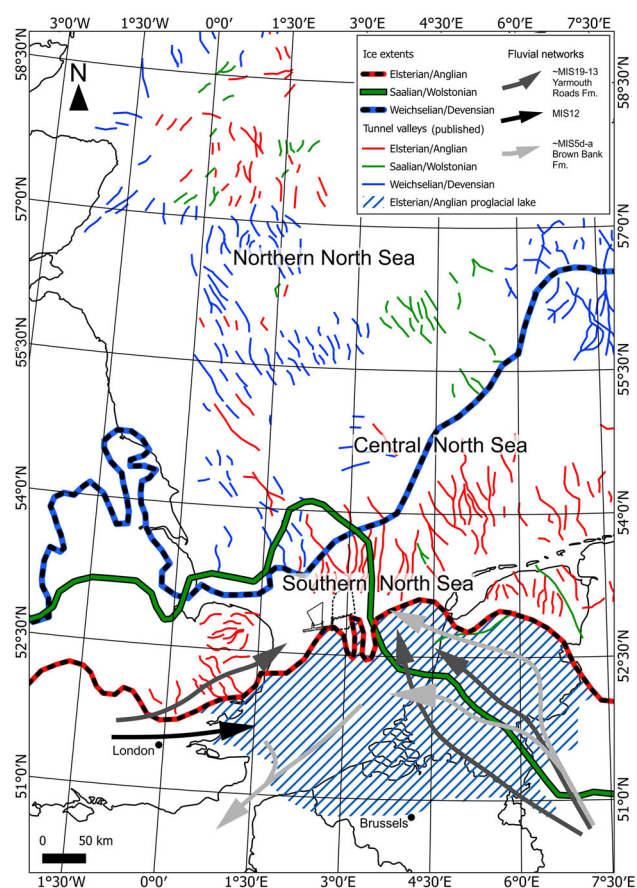 3°0'W 1°30'W 0°0' 1°30'E 3°0'E 4°30'E 6°0'E 7°30'E
58°30'N
58°30'N
N
Ice extents
Elsterian/Anglian
Saalian/Wolstonian
Weichselian/Devensian
Tunnel valleys (published)
Elsterian/Anglian
Saalian/Wolstonian
Weichselian/Devensian
Elsterian/Anglian proglacial lake
Fluvial networks
~MIS19-13
Yarmouth
Roads Fm.
MIS12
~MIS5d-a
Brown Bank
Fm.
57°0'N
57°0'N
Northern North Sea
55°30'N
55°30'N
Central North Sea
54°0'N
54°0'N
Southern North Sea
52°30'N
52°30'N
London
51°0'N
51°0'N
Brussels
0 50 km
1°30'W 0°0' 1°30'E 3°0'E 4°30'E 6°0'E 7°30'E